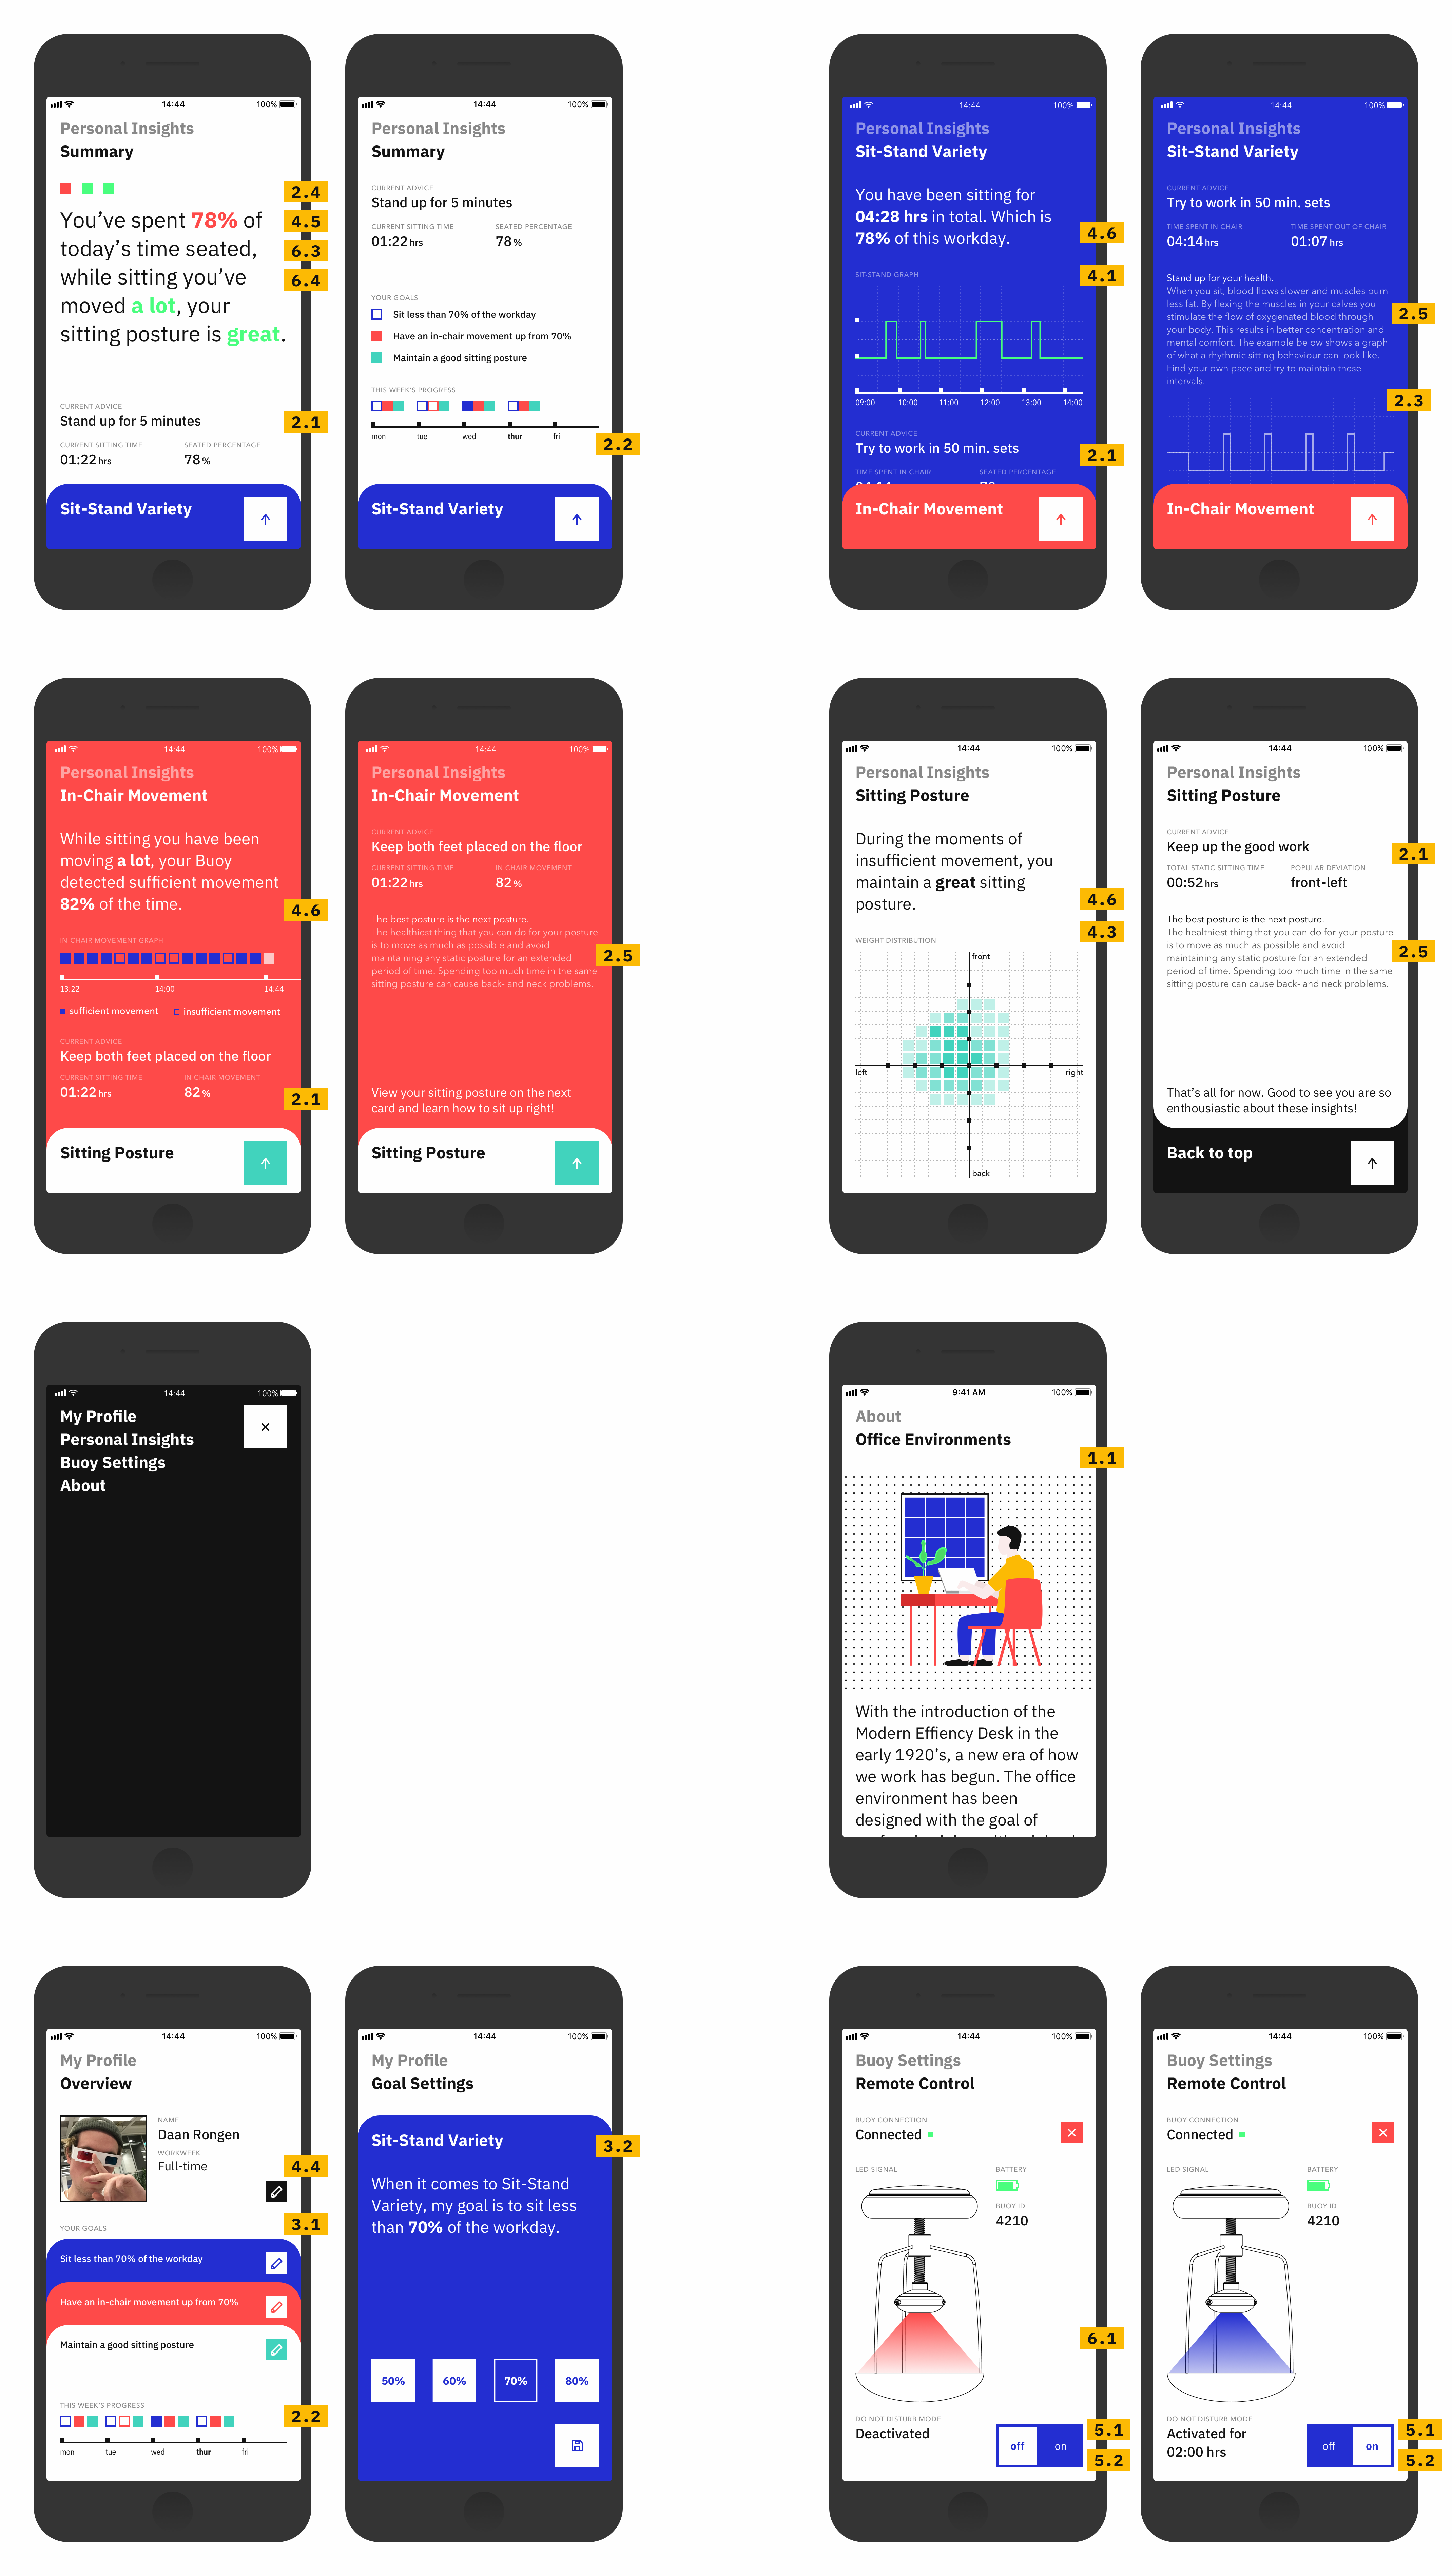 14:44
100%
Personal Insights
Summary
You've spent 78% of
today's time seated,
while sitting you've
moved a lot, your
sitting posture is great.
CURRENT ADVICE
Stand up for 5 minutes
CURRENT SITTING TIME
SEATED PERCENTAGE
01:22 hrs
78 %
Sit-Stand Variety
2.4
4.5
6.3
6.4
2.1
14:44
100%
Personal Insights
Summary
CURRENT ADVICE
Stand up for 5 minutes
CURRENT SITTING TIME
SEATED PERCENTAGE
01:22 hrs
78 %
YOUR GOALS
Sit less than 70% of the workday
Have an in-chair movement up from 70%
Maintain a good sitting posture
THIS WEEK'S PROGRESS
mon tue wed thur fri
Sit-Stand Variety
2.2
14:44
100%
Personal Insights
Sit-Stand Variety
You have been sitting for
04:28 hrs in total. Which is
78% of this workday.
SIT-STAND GRAPH
09:00 10:00 11:00 12:00 13:00 14:00
CURRENT ADVICE
Try to work in 50 min. sets
TIME SPENT IN CHAIR
SEATED PERCENTAGE
In-Chair Movement
4.6
4.1
2.1
14:44
100%
Personal Insights
Sit-Stand Variety
CURRENT ADVICE
Try to work in 50 min. sets
TIME SPENT IN CHAIR
TIME SPENT OUT OF CHAIR
04:14 hrs
01:07 hrs
Stand up for your health.
When you sit, blood flows slower and muscles burn
less fat. By flexing the muscles in your calves you
stimulate the flow of oxygenated blood through
your body. This results in better concentration and
mental comfort. The example below shows a graph
of what a rhythmic sitting behaviour can look like.
Find your own pace and try to maintain these
intervals.
In-Chair Movement
2.5
2.3
14:44
100%
Personal Insights
In-Chair Movement
While sitting you have been
moving a lot, your Buoy
detected sufficient movement
82% of the time.
IN-CHAIR MOVEMENT GRAPH
13:22 14:00 14:44
sufficient movement
insufficient movement
CURRENT ADVICE
Keep both feet placed on the floor
CURRENT SITTING TIME
IN CHAIR MOVEMENT
01:22 hrs
82 %
Sitting Posture
4.6
2.1
14:44
100%
Personal Insights
In-Chair Movement
CURRENT ADVICE
Keep both feet placed on the floor
CURRENT SITTING TIME
IN CHAIR MOVEMENT
01:22 hrs
82 %
The best posture is the next posture.
The healthiest thing that you can do for your posture
is to move as much as possible and avoid
maintaining any static posture for an extended
period of time. Spending too much time in the same
sitting posture can cause back- and neck problems.
View your sitting posture on the next
card and learn how to sit up right!
Sitting Posture
2.5
14:44
100%
Personal Insights
Sitting Posture
During the moments of
insufficient movement, you
maintain a great sitting
posture.
WEIGHT DISTRIBUTION
front
left
right
back
4.6
4.3
14:44
100%
Personal Insights
Sitting Posture
CURRENT ADVICE
Keep up the good work
TOTAL STATIC SITTING TIME
POPULAR DEVIATION
00:52 hrs
front-left
The best posture is the next posture.
The healthiest thing that you can do for your posture
is to move as much as possible and avoid
maintaining any static posture for an extended
period of time. Spending too much time in the same
sitting posture can cause back- and neck problems.
That's all for now. Good to see you are so
enthousiastic about these insights!
Back to top
2.1
2.5
14:44
100%
My Profile
Personal Insights
Buoy Settings
About
9:41 AM
100%
About
Office Environments
1.1
With the introduction of the
Modern Effiency Desk in the
early 1920's, a new era of how
we work has begun. The office
environment has been
designed with the goal of
14:44
100%
My Profile
Overview
NAME
Daan Rongen
WORKWEEK
Full-time
YOUR GOALS
Sit less than 70% of the workday
Have an in-chair movement up from 70%
Maintain a good sitting posture
THIS WEEK'S PROGRESS
mon tue wed thur fri
4.4
3.1
2.2
14:44
100%
My Profile
Goal Settings
Sit-Stand Variety
When it comes to Sit-Stand
Variety, my goal is to sit less
than 70% of the workday.
50% 60% 70% 80%
3.2
14:44
100%
Buoy Settings
Remote Control
BUOY CONNECTION
Connected
LED SIGNAL
BATTERY
BUOY ID
4210
DO NOT DISTURB MODE
Deactivated
off on
6.1
5.1
5.2
14:44
100%
Buoy Settings
Remote Control
BUOY CONNECTION
Connected
LED SIGNAL
BATTERY
BUOY ID
4210
DO NOT DISTURB MODE
Activated for
02:00 hrs
off on
5.1
5.2